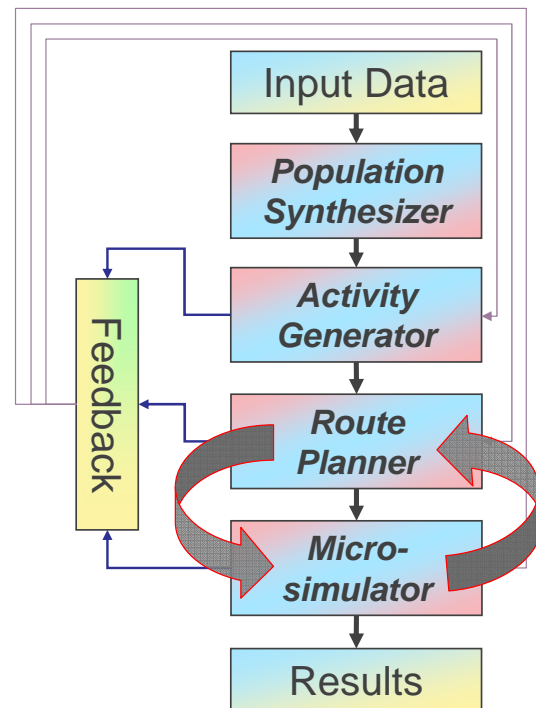 Input Data
Population
Synthesizer
Activity
Generator
Feedback
Route
Planner
Micro-
simulator
Results